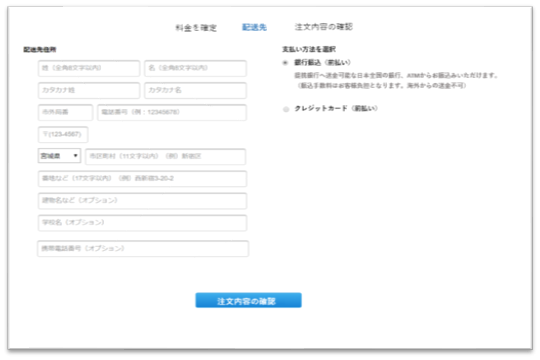 料金を確定 配送先 注文内容の確認
配送先住所
姓（全角8文字以内） 名（全角8文字以内）
カタカナ姓 カタカナ名
市外局番 電話番号（例：12345678）
〒(123-4567)
宮城県 市区町村（11文字以内）（例）新宿区
番地など（17文字以内）（例）西新宿3-20-2
建物名など（オプション）
学校名（オプション）
携帯電話番号（オプション）
支払い方法を選択
銀行振込（前払い）
提携銀行へ送金可能な日本全国の銀行、ATMからお振込みいただけます。
（振込手数料はお客様負担となります。海外からの送金不可）
クレジットカード（前払い）
注文内容の確認